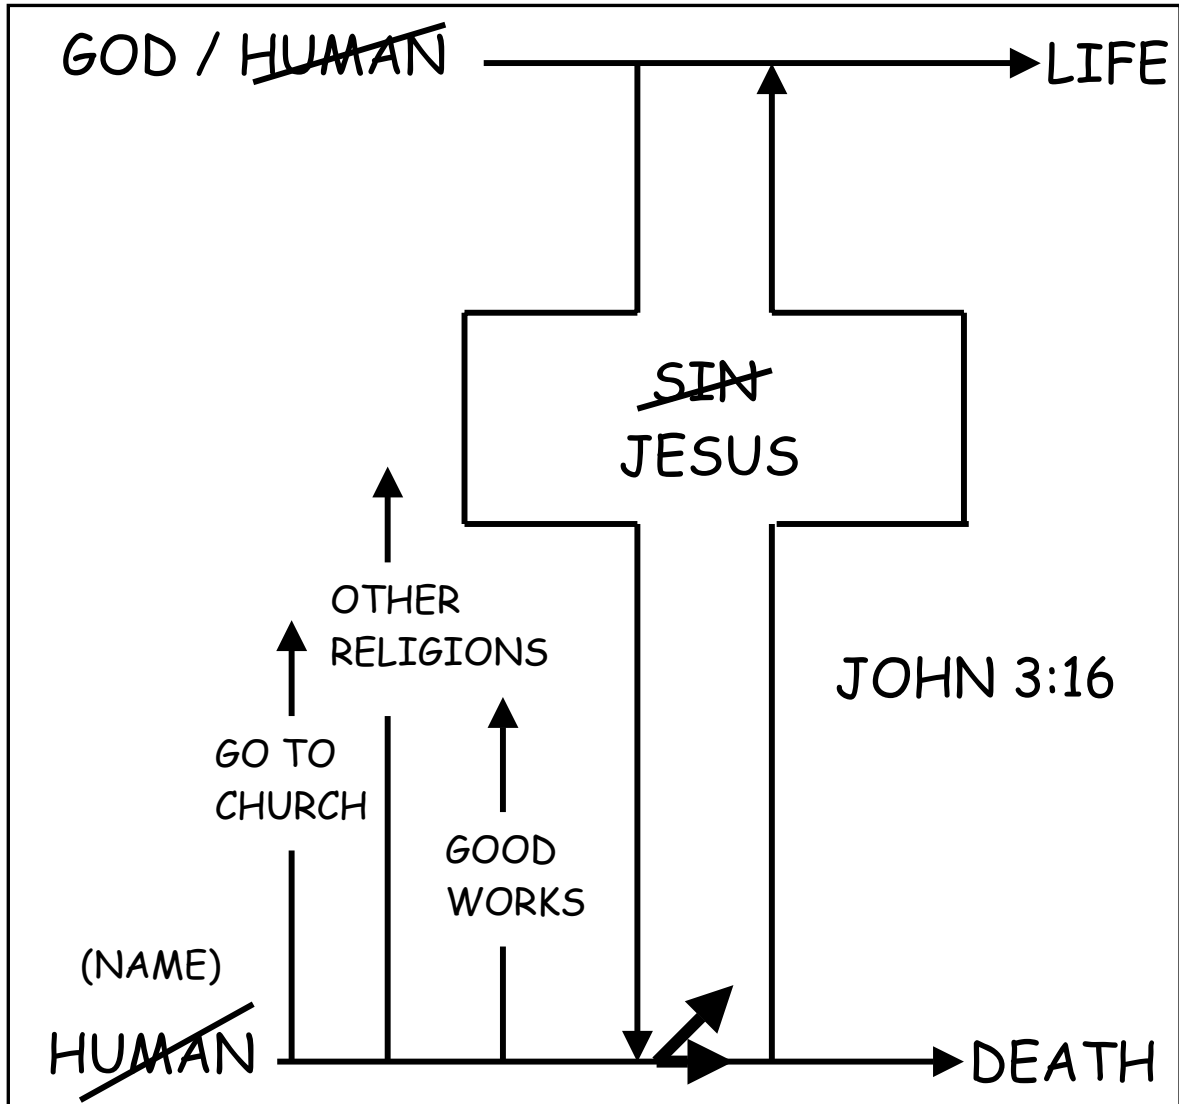 GOD / HUMAN
LIFE
SIN
JESUS
OTHER
RELIGIONS
JOHN 3:16
GO TO
CHURCH
GOOD
WORKS
(NAME)
HUMAN
DEATH